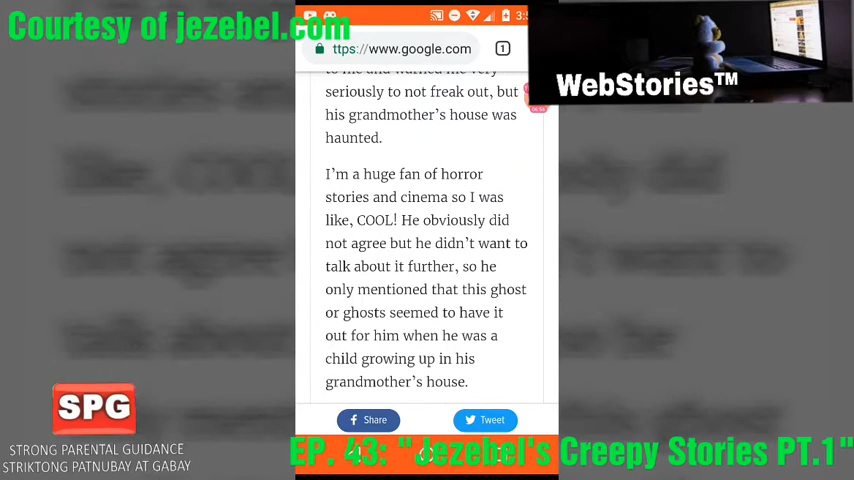 Courtesy of jezebel.com
ttps://www.google.com
1
WebStories™
to me and warned me very
seriously to not freak out, but
his grandmother's house was
haunted.
I'm a huge fan of horror
stories and cinema so I was
like, COOL! He obviously did
not agree but he didn't want to
talk about it further, so he
only mentioned that this ghost
or ghosts seemed to have it
out for him when he was a
child growing up in his
grandmother's house.
Share
Tweet
SPG
STRONG PARENTAL GUIDANCE
STRIKTONG PATNUBAY AT GABAY
EP. 43: "Jezebel's Creepy Stories PT.1"